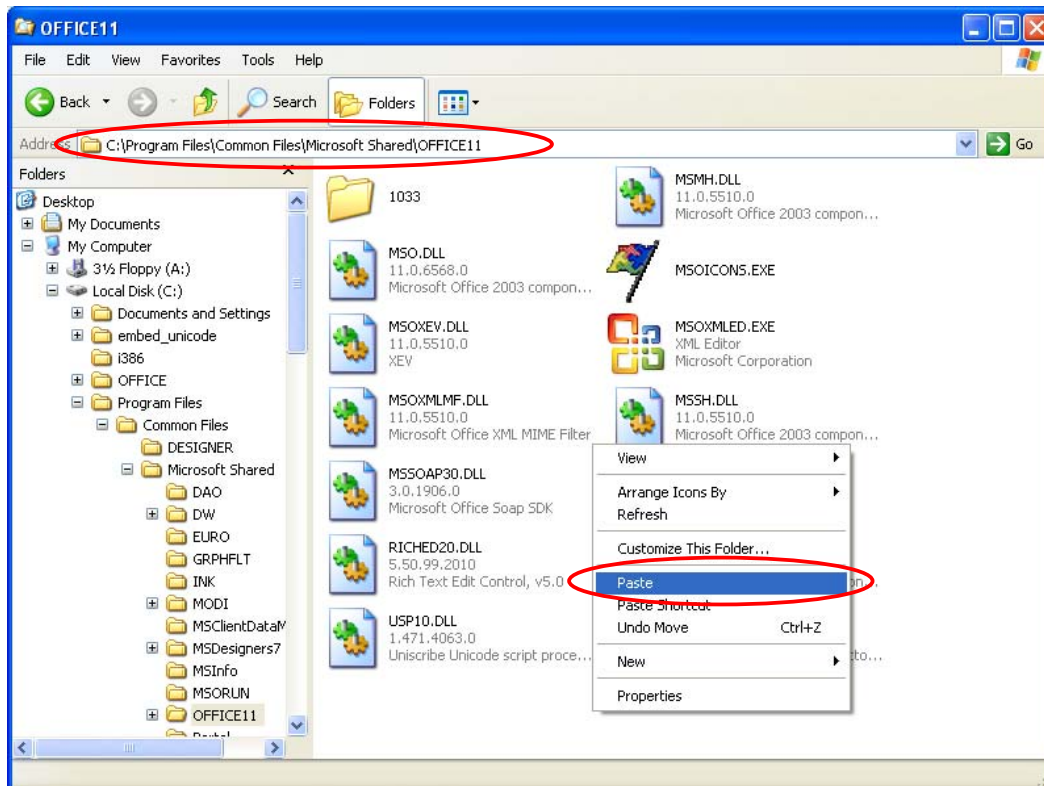 OFFICE11
File Edit View Favorites Tools Help
Back Search Folders
Address C:\Program Files\Common Files\Microsoft Shared\OFFICE11 Go
Folders
Desktop
My Documents
My Computer
3½ Floppy (A:)
Local Disk (C:)
Documents and Settings
embed_unicode
i386
OFFICE
Program Files
Common Files
DESIGNER
Microsoft Shared
DAO
DW
EURO
GRPHFLT
INK
MODI
MSClientDataM
MSDesigners7
MSInfo
MSORUN
OFFICE11
1033
MSMH.DLL
11.0.5510.0
Microsoft Office 2003 compon...
MSO.DLL
11.0.6568.0
Microsoft Office 2003 compon...
MSOICONS.EXE
MSOXEV.DLL
11.0.5510.0
XEV
MSOXMLED.EXE
XML Editor
Microsoft Corporation
MSOXMLMF.DLL
11.0.5510.0
Microsoft Office XML MIME Filter
MSSH.DLL
11.0.5510.0
Microsoft Office 2003 compon...
MSSOAP30.DLL
3.0.1906.0
Microsoft Office Soap SDK
RICHED20.DLL
5.50.99.2010
Rich Text Edit Control, v5.0
USP10.DLL
1.471.4063.0
Uniscribe Unicode script proce...
View
Arrange Icons By
Refresh
Customize This Folder...
Paste
Paste Shortcut
Undo Move Ctrl+Z
New
Properties